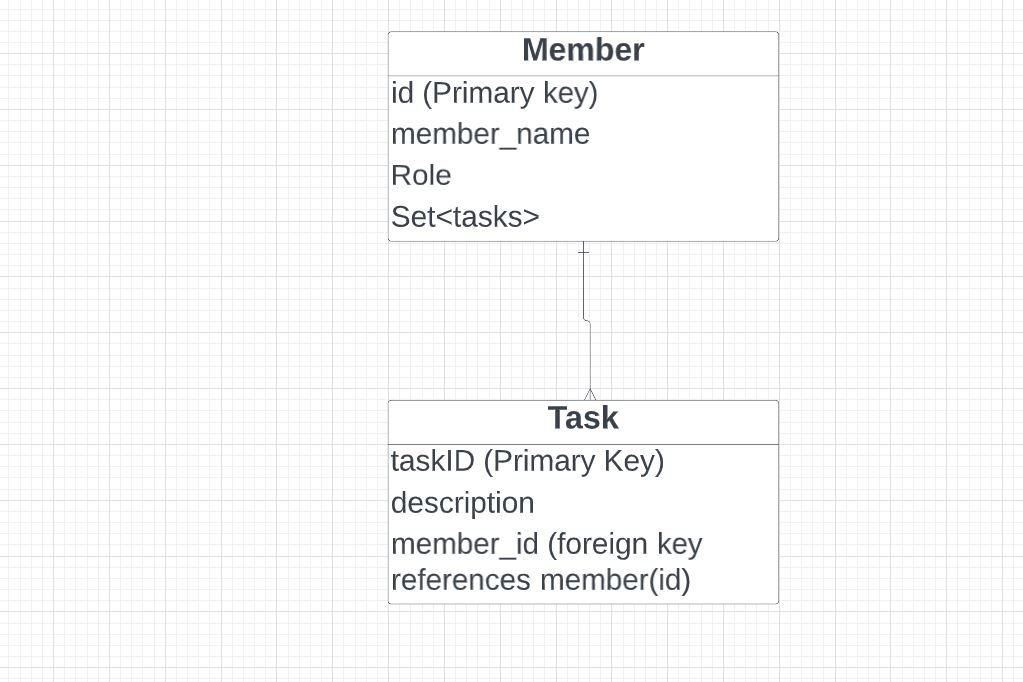 Member
id (Primary key)
member_name
Role
Set<tasks>
Task
taskID (Primary Key)
description
member_id (foreign key
references member(id)